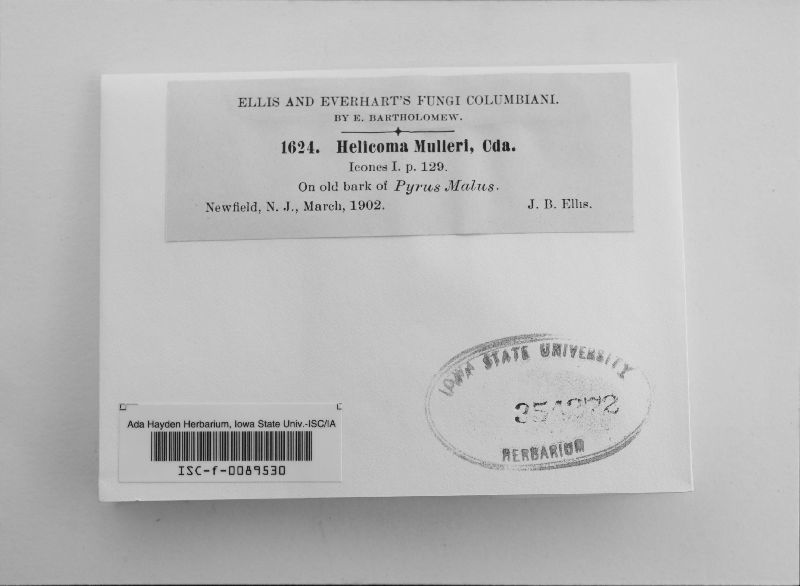 ELLIS AND EVERHART'S FUNGI COLUMBIANI.
BY E. BARTHOLOMEW.
1624. Helicoma Mulleri, Cda.
Icones I. p. 129.
On old bark of Pyrus Malus.
Newfield, N. J., March, 1902. J. B. Ellis.
IOWA STATE UNIVERSITY
HERBARIUM
Ada Hayden Herbarium, Iowa State Univ.-ISC/IA
ISC-f-0089530